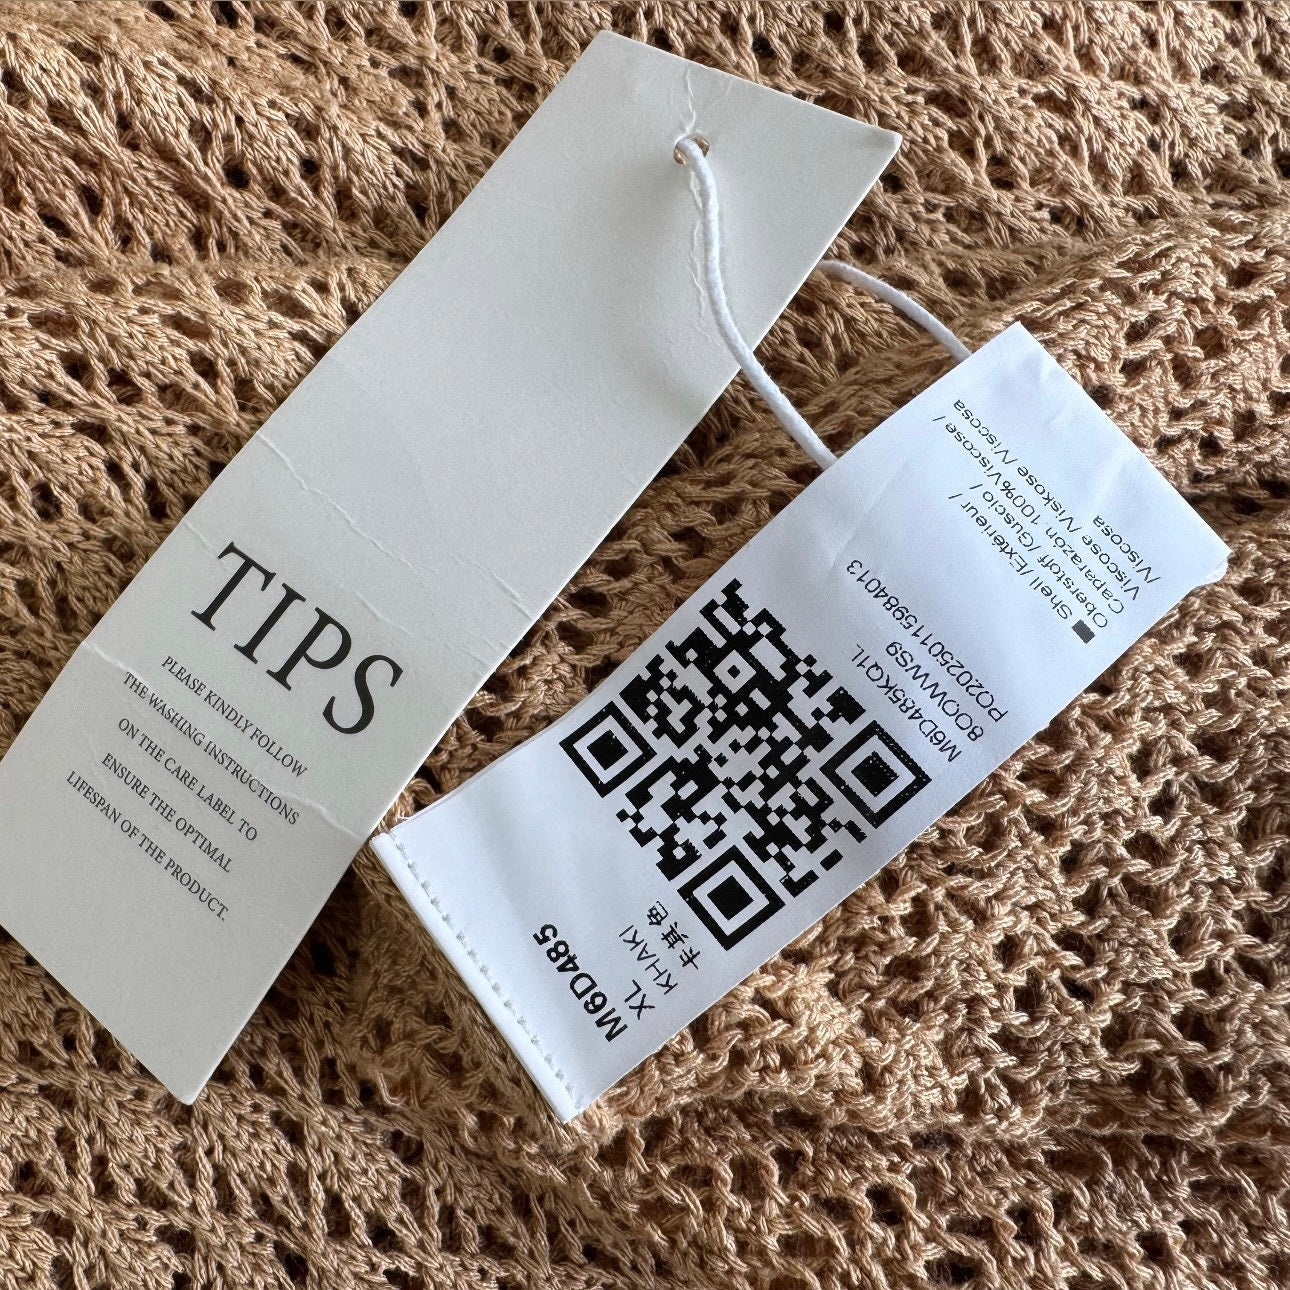 TIPS
PLEASE KINDLY FOLLOW
THE WASHING INSTRUCTIONS
ON THE CARE LABEL TO
ENSURE THE OPTIMAL
LIFESPAN OF THE PRODUCT.
M6D485
XL
KHAKI
卡其色
M6D485KQ1L
8OOWWWS9
PO20250115984013
Shell /Extérieur /
Oberstoff /Guscio /
Caparazón: 100%Viscose /
Viscose /Viskose /Viscosa
/Viscosa